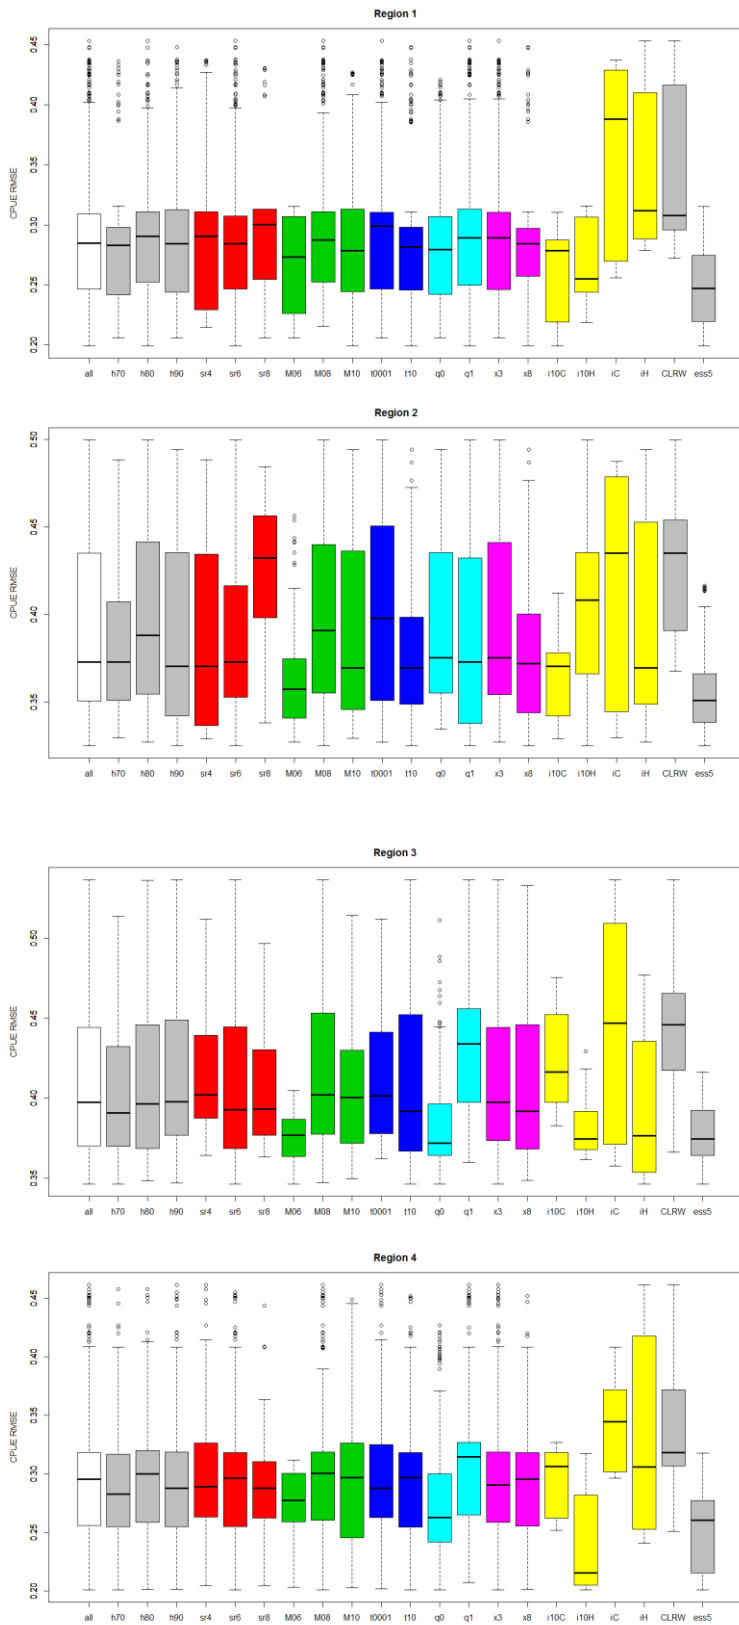 Region 1
CPUE RMSE
0.45
0.40
0.35
0.30
0.25
0.20
all h70 h80 h90 sr4 sr6 sr8 M06 M08 M10 t0001 t10 q0 q1 x3 x8 i10C i10H iC iH CLRW ess5
Region 2
CPUE RMSE
0.50
0.45
0.40
0.35
all h70 h80 h90 sr4 sr6 sr8 M06 M08 M10 t0001 t10 q0 q1 x3 x8 i10C i10H iC iH CLRW ess5
Region 3
CPUE RMSE
0.50
0.45
0.40
0.35
all h70 h80 h90 sr4 sr6 sr8 M06 M08 M10 t0001 t10 q0 q1 x3 x8 i10C i10H iC iH CLRW ess5
Region 4
CPUE RMSE
0.45
0.40
0.35
0.30
0.25
0.20
all h70 h80 h90 sr4 sr6 sr8 M06 M08 M10 t0001 t10 q0 q1 x3 x8 i10C i10H iC iH CLRW ess5